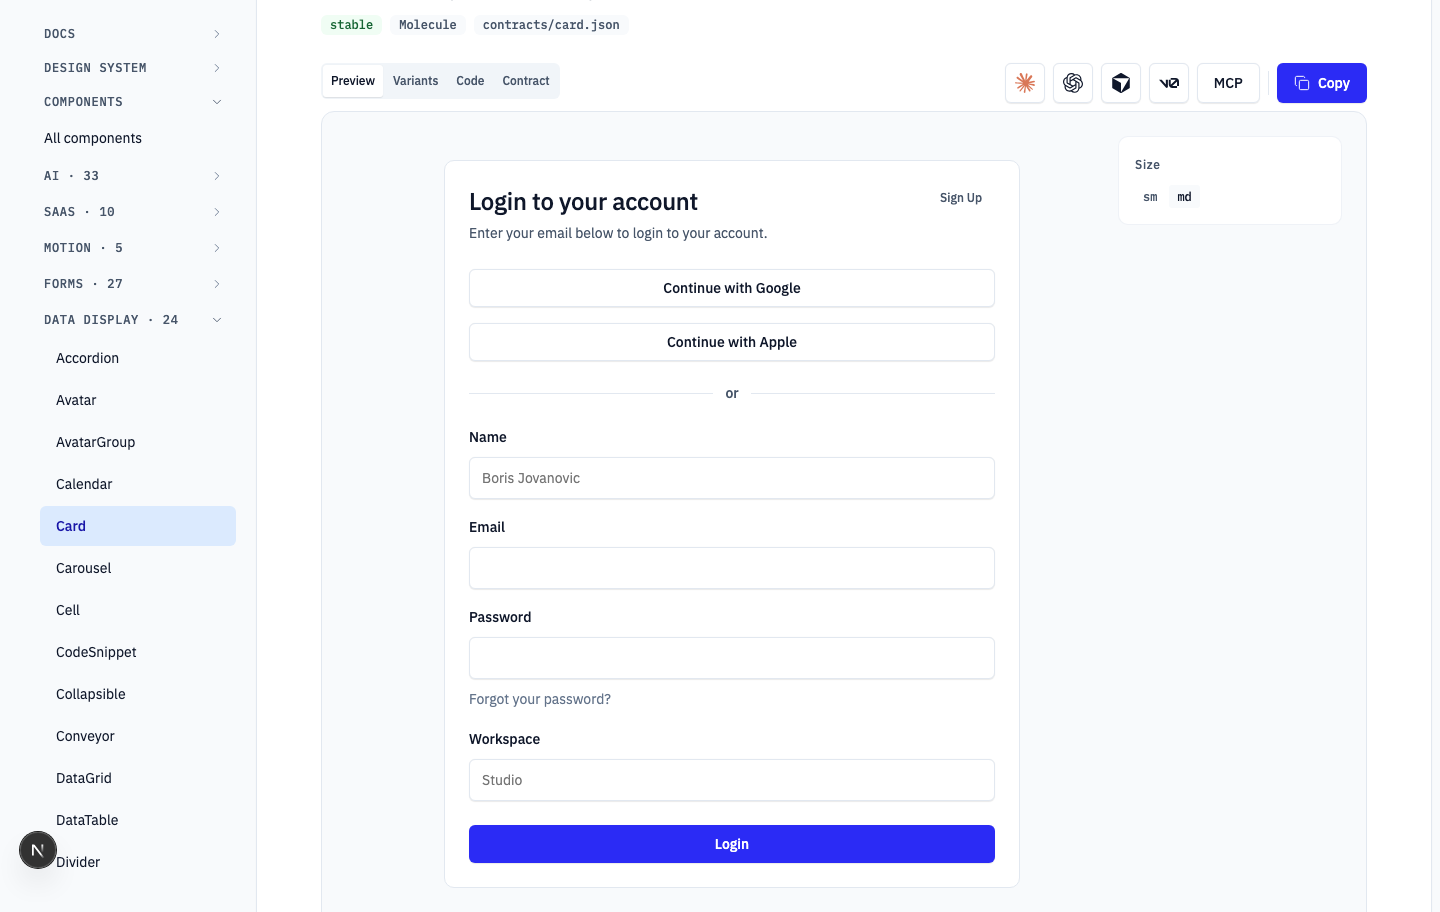 DOCS
DESIGN SYSTEM
COMPONENTS
All components
AI · 33
SAAS · 10
MOTION · 5
FORMS · 27
DATA DISPLAY · 24
Accordion
Avatar
AvatarGroup
Calendar
Card
Carousel
Cell
CodeSnippet
Collapsible
Conveyor
DataGrid
DataTable
Divider
N
stable Molecule contracts/card.json
Preview Variants Code Contract
v0 MCP Copy
Login to your account
Sign Up
Enter your email below to login to your account.
Continue with Google
Continue with Apple
or
Name
Boris Jovanovic
Email
Password
Forgot your password?
Workspace
Studio
Login
Size
sm md